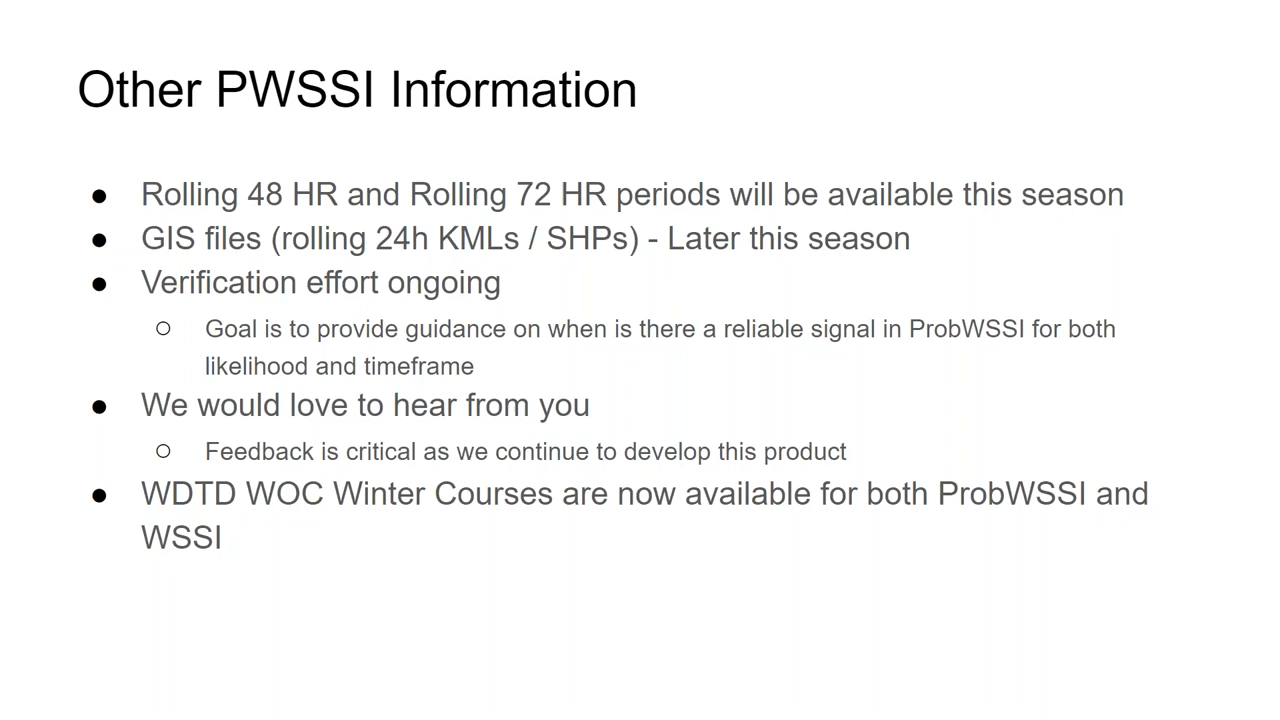 Other PWSSI Information
● Rolling 48 HR and Rolling 72 HR periods will be available this season
● GIS files (rolling 24h KMLs / SHPs) - Later this season
● Verification effort ongoing
○ Goal is to provide guidance on when is there a reliable signal in ProbWSSI for both
likelihood and timeframe
● We would love to hear from you
○ Feedback is critical as we continue to develop this product
● WDTD WOC Winter Courses are now available for both ProbWSSI and
WSSI